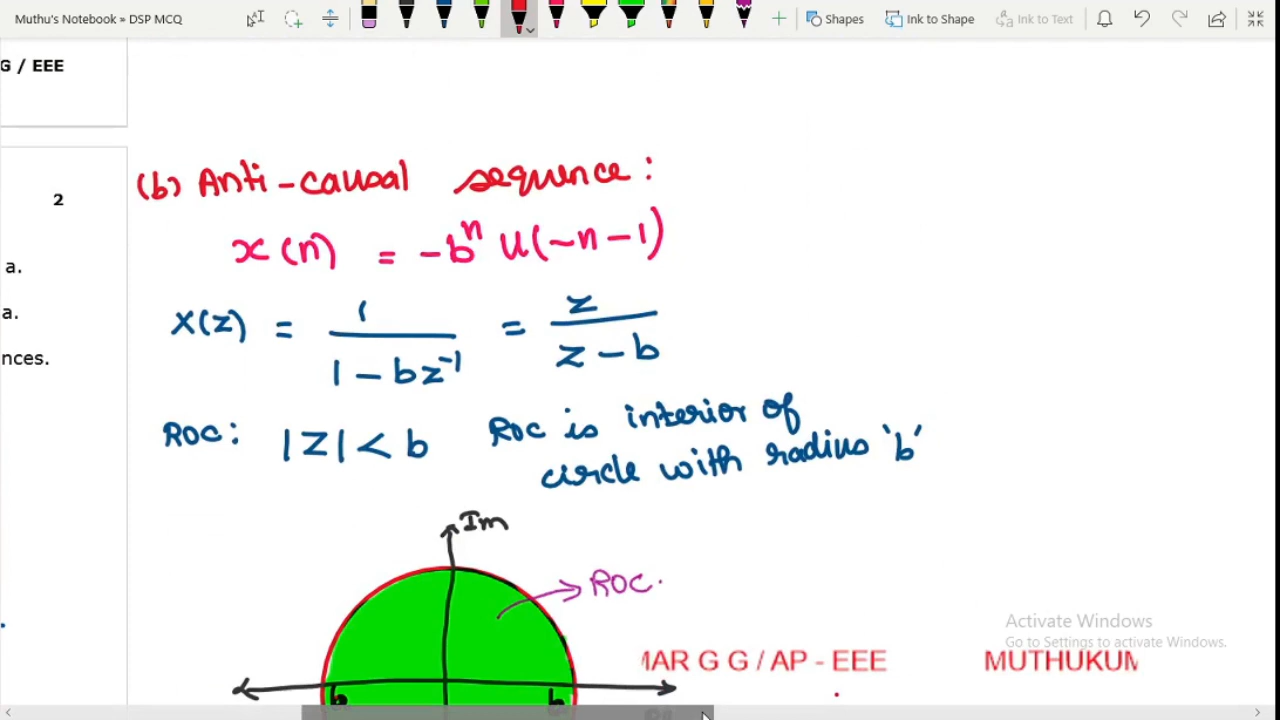 Muthu's Notebook » DSP MCQ
Shapes
Ink to Shape
Ink to Text
G / EEE
2
a.
a.
nces.
(b) Anti-causal sequence:
x(n) = -bⁿ u(-n-1)
X(z) = 1 / 1 - bz⁻¹ = z / z - b
ROC: |Z| < b
ROC is interior of
circle with radius 'b'
Im
ROC.
b
Activate Windows
Go to Settings to activate Windows.
MAR G G / AP - EEE
MUTHUKUM